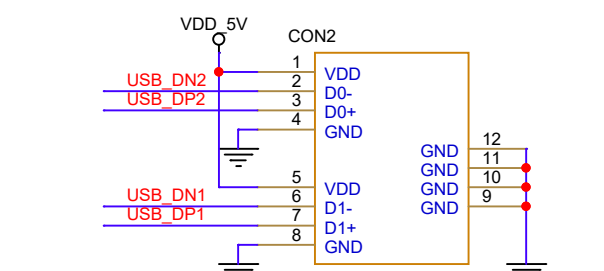 VDD_5V
CON2
1 VDD
USB_DN2 2 D0-
USB_DP2 3 D0+
4 GND
GND 12
GND 11
GND 10
GND 9
5 VDD
USB_DN1 6 D1-
USB_DP1 7 D1+
8 GND